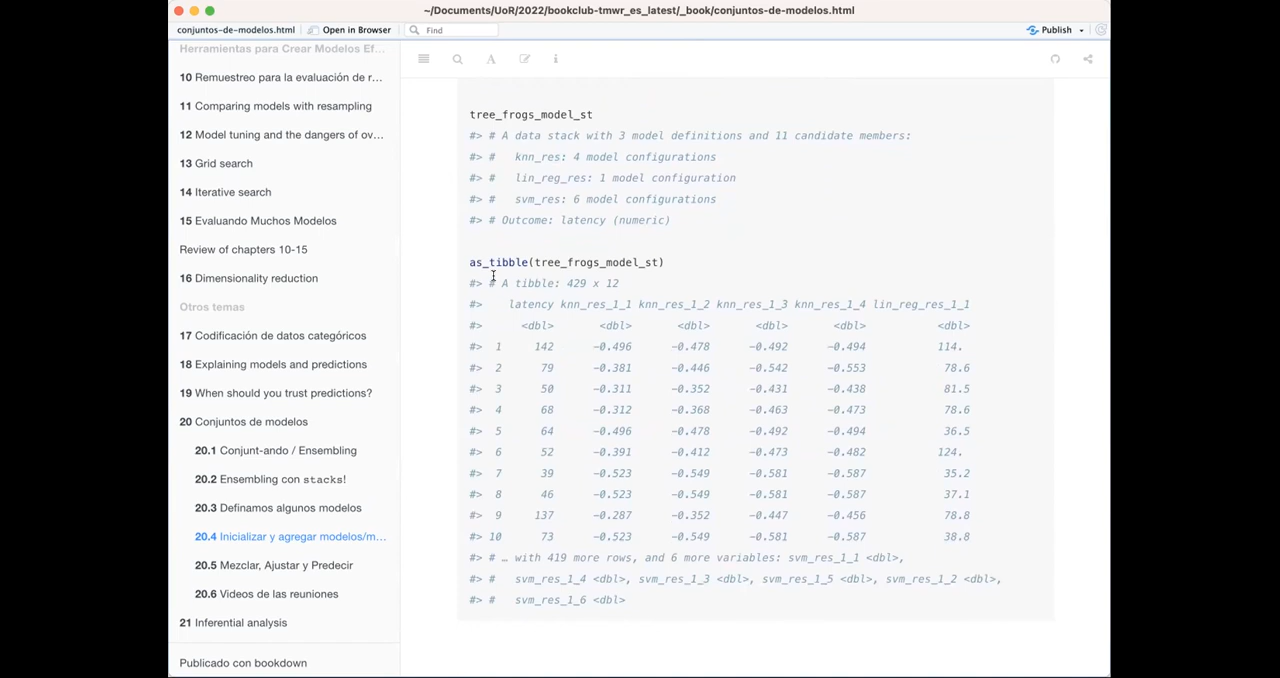 ~/Documents/UoR/2022/bookclub-tmwr_es_latest/_book/conjuntos-de-modelos.html
conjuntos-de-modelos.html
Open in Browser
Find
Publish
Herramientas para Crear Modelos Ef…
10 Remuestreo para la evaluación de r…
11 Comparing models with resampling
12 Model tuning and the dangers of ov…
13 Grid search
14 Iterative search
15 Evaluando Muchos Modelos
Review of chapters 10-15
16 Dimensionality reduction
Otros temas
17 Codificación de datos categóricos
18 Explaining models and predictions
19 When should you trust predictions?
20 Conjuntos de modelos
20.1 Conjunt-ando / Ensembling
20.2 Ensembling con stacks!
20.3 Definamos algunos modelos
20.4 Inicializar y agregar modelos/m…
20.5 Mezclar, Ajustar y Predecir
20.6 Videos de las reuniones
21 Inferential analysis
Publicado con bookdown
tree_frogs_model_st
#> # A data stack with 3 model definitions and 11 candidate members:
#> #   knn_res: 4 model configurations
#> #   lin_reg_res: 1 model configuration
#> #   svm_res: 6 model configurations
#> # Outcome: latency (numeric)
as_tibble(tree_frogs_model_st)
#> # A tibble: 429 x 12
#>    latency knn_res_1_1 knn_res_1_2 knn_res_1_3 knn_res_1_4 lin_reg_res_1_1
#>      <dbl>       <dbl>       <dbl>       <dbl>       <dbl>           <dbl>
#>  1     142      -0.496      -0.478      -0.492      -0.494           114.
#>  2      79      -0.381      -0.446      -0.542      -0.553            78.6
#>  3      50      -0.311      -0.352      -0.431      -0.438            81.5
#>  4      68      -0.312      -0.368      -0.463      -0.473            78.6
#>  5      64      -0.496      -0.478      -0.492      -0.494            36.5
#>  6      52      -0.391      -0.412      -0.473      -0.482           124.
#>  7      39      -0.523      -0.549      -0.581      -0.587            35.2
#>  8      46      -0.523      -0.549      -0.581      -0.587            37.1
#>  9     137      -0.287      -0.352      -0.447      -0.456            78.8
#> 10      73      -0.523      -0.549      -0.581      -0.587            38.8
#> # … with 419 more rows, and 6 more variables: svm_res_1_1 <dbl>,
#> #   svm_res_1_4 <dbl>, svm_res_1_3 <dbl>, svm_res_1_5 <dbl>, svm_res_1_2 <dbl>,
#> #   svm_res_1_6 <dbl>